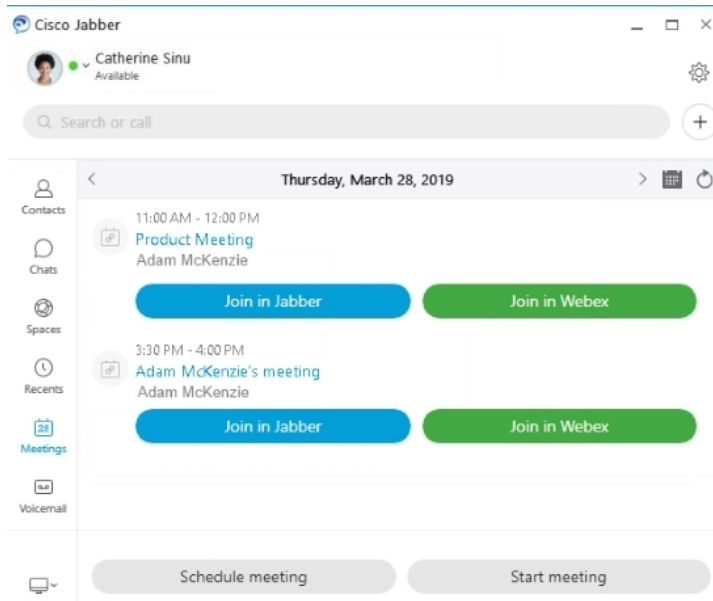 Cisco Jabber
Catherine Sinu
Available
Search or call
Contacts
Chats
Spaces
Recents
28
Meetings
Voicemail
Thursday, March 28, 2019
11:00 AM - 12:00 PM
Product Meeting
Adam McKenzie
Join in Jabber Join in Webex
3:30 PM - 4:00 PM
Adam McKenzie's meeting
Adam McKenzie
Join in Jabber Join in Webex
Schedule meeting Start meeting